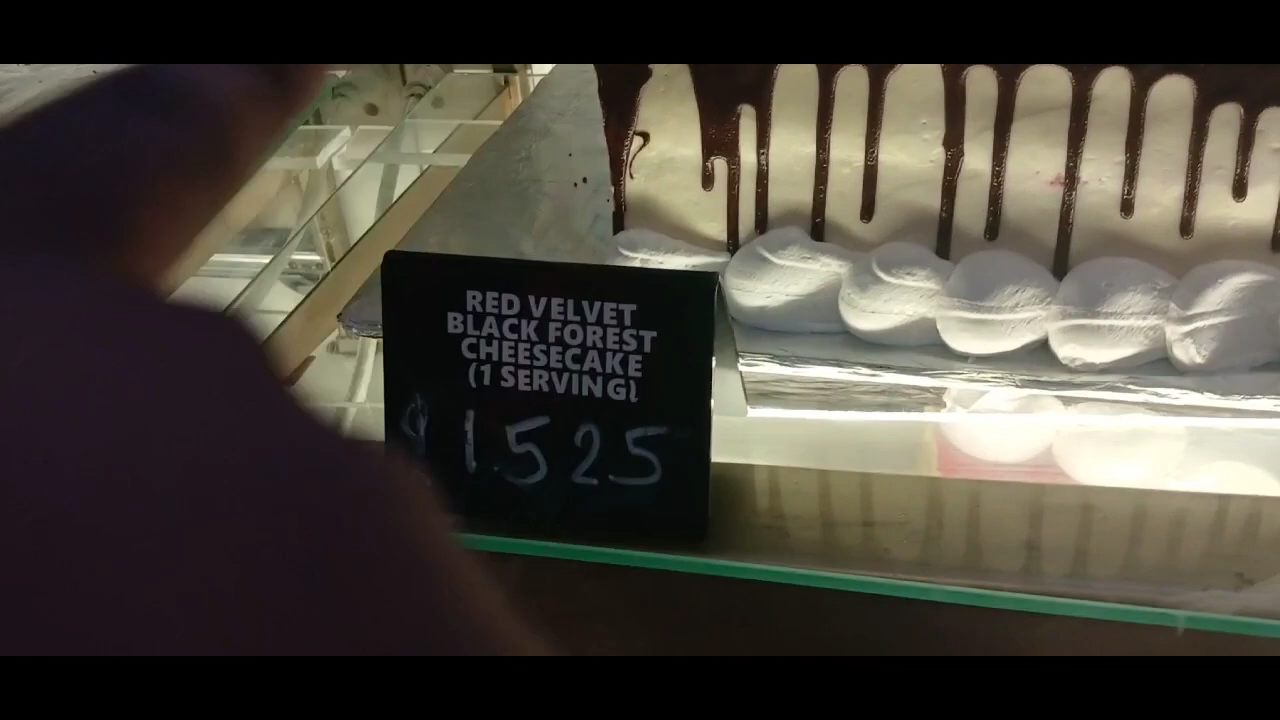 RED VELVET
BLACK FOREST
CHEESECAKE
(1 SERVING)
$1,525